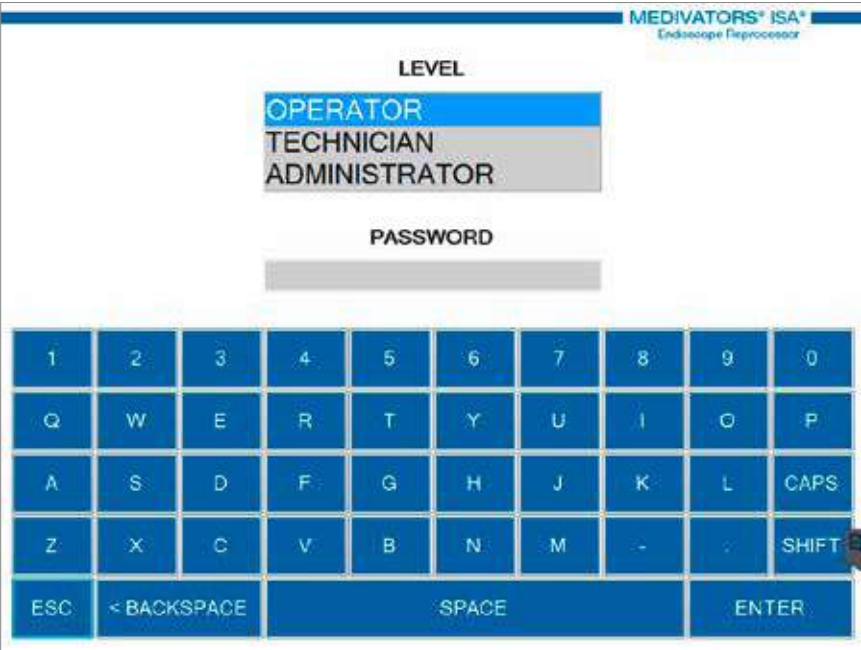 MEDIVATORS® ISA®
Endoscope Reprocessor
LEVEL
OPERATOR
TECHNICIAN
ADMINISTRATOR
PASSWORD
1 2 3 4 5 6 7 8 9 0
Q W E R T Y U I O P
A S D F G H J K L CAPS
Z X C V B N M - . SHIFT
ESC < BACKSPACE SPACE ENTER